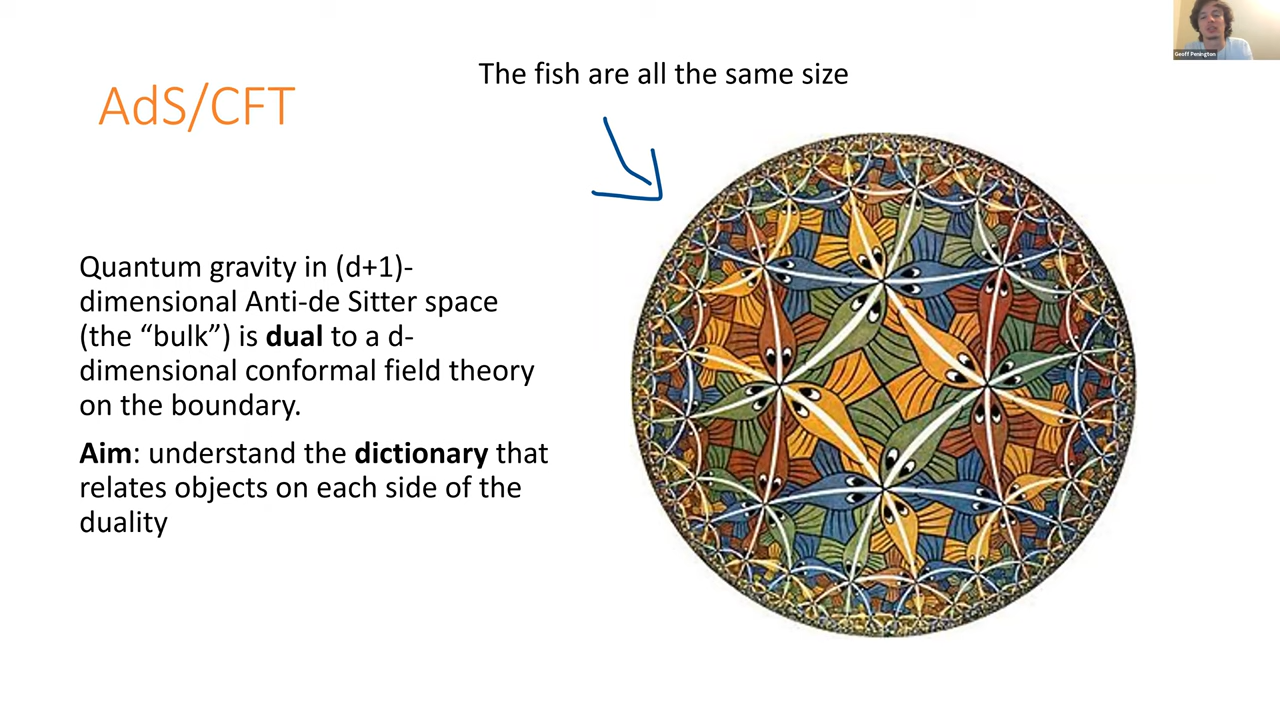 Geoff Penington
The fish are all the same size
AdS/CFT
Quantum gravity in (d+1)-
dimensional Anti-de Sitter space
(the “bulk”) is dual to a d-
dimensional conformal field theory
on the boundary.
Aim: understand the dictionary that
relates objects on each side of the
duality